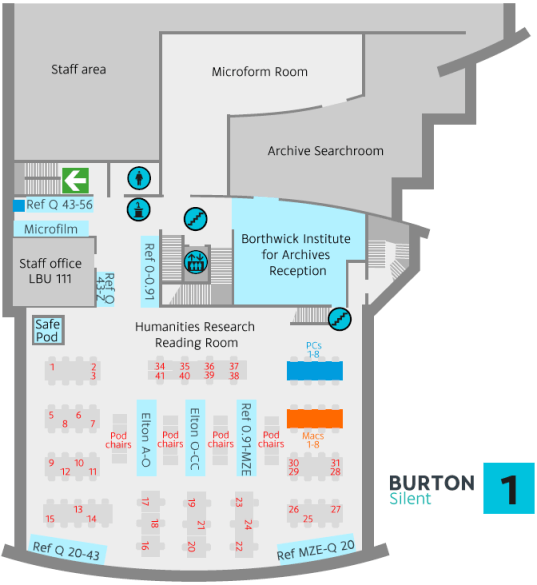 Staff area
Microform Room
Archive Searchroom
Ref Q 43-56
Microfilm
Staff office
LBU 111
Ref Q
43-Z
Ref 0-0.91
Borthwick Institute
for Archives
Reception
Safe
Pod
Humanities Research
Reading Room
PCs
1-8
1
2
3
34 35 36 37
41 40 39 38
5 6 7
8
Pod
chairs
Elton A-O
Pod
chairs
Elton O-CC
Pod
chairs
Ref 0.91-MZE
Pod
chairs
Macs
1-8
9 10
12 11
30 31
29 28
13
15 14
17
18
16
19
21
20
23
24
22
26 27
25
BURTON
Silent
1
Ref Q 20-43
Ref MZE-Q 20